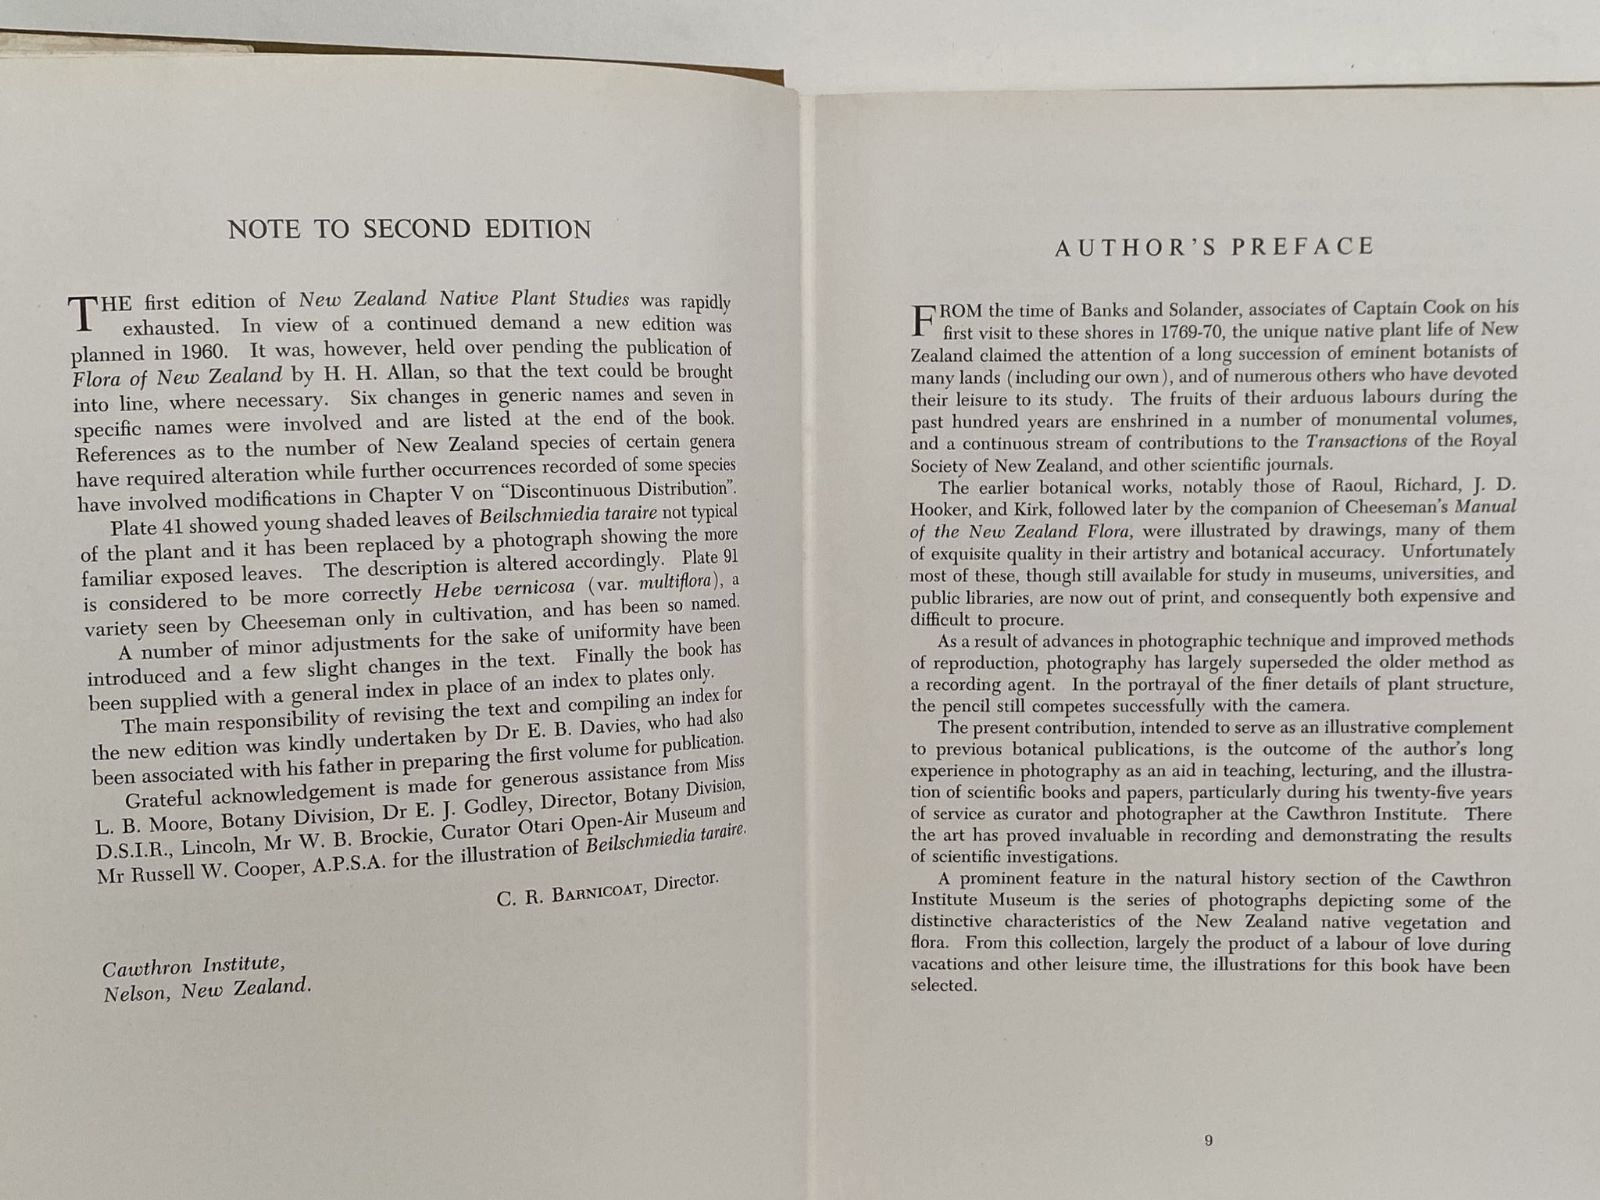 NOTE TO SECOND EDITION
THE first edition of New Zealand Native Plant Studies was rapidly
exhausted. In view of a continued demand a new edition was
planned in 1960. It was, however, held over pending the publication of
Flora of New Zealand by H. H. Allan, so that the text could be brought
into line, where necessary. Six changes in generic names and seven in
specific names were involved and are listed at the end of the book.
References as to the number of New Zealand species of certain genera
have required alteration while further occurrences recorded of some species
have involved modifications in Chapter V on “Discontinuous Distribution”.
Plate 41 showed young shaded leaves of Beilschmiedia taraire not typical
of the plant and it has been replaced by a photograph showing the more
familiar exposed leaves. The description is altered accordingly. Plate 91
is considered to be more correctly Hebe vernicosa (var. multiflora), a
variety seen by Cheeseman only in cultivation, and has been so named.
A number of minor adjustments for the sake of uniformity have been
introduced and a few slight changes in the text. Finally the book has
been supplied with a general index in place of an index to plates only.
The main responsibility of revising the text and compiling an index for
the new edition was kindly undertaken by Dr E. B. Davies, who had also
been associated with his father in preparing the first volume for publication.
Grateful acknowledgement is made for generous assistance from Miss
L. B. Moore, Botany Division, Dr E. J. Godley, Director, Botany Division,
D.S.I.R., Lincoln, Mr W. B. Brockie, Curator Otari Open-Air Museum and
Mr Russell W. Cooper, A.P.S.A. for the illustration of Beilschmiedia taraire.
C. R. BARNICOAT, Director.
Cawthron Institute,
Nelson, New Zealand.
AUTHOR’S PREFACE
FROM the time of Banks and Solander, associates of Captain Cook on his
first visit to these shores in 1769-70, the unique native plant life of New
Zealand claimed the attention of a long succession of eminent botanists of
many lands (including our own), and of numerous others who have devoted
their leisure to its study. The fruits of their arduous labours during the
past hundred years are enshrined in a number of monumental volumes,
and a continuous stream of contributions to the Transactions of the Royal
Society of New Zealand, and other scientific journals.
The earlier botanical works, notably those of Raoul, Richard, J. D.
Hooker, and Kirk, followed later by the companion of Cheeseman’s Manual
of the New Zealand Flora, were illustrated by drawings, many of them
of exquisite quality in their artistry and botanical accuracy. Unfortunately
most of these, though still available for study in museums, universities, and
public libraries, are now out of print, and consequently both expensive and
difficult to procure.
As a result of advances in photographic technique and improved methods
of reproduction, photography has largely superseded the older method as
a recording agent. In the portrayal of the finer details of plant structure,
the pencil still competes successfully with the camera.
The present contribution, intended to serve as an illustrative complement
to previous botanical publications, is the outcome of the author’s long
experience in photography as an aid in teaching, lecturing, and the illustra-
tion of scientific books and papers, particularly during his twenty-five years
of service as curator and photographer at the Cawthron Institute. There
the art has proved invaluable in recording and demonstrating the results
of scientific investigations.
A prominent feature in the natural history section of the Cawthron
Institute Museum is the series of photographs depicting some of the
distinctive characteristics of the New Zealand native vegetation and
flora. From this collection, largely the product of a labour of love during
vacations and other leisure time, the illustrations for this book have been
selected.
9